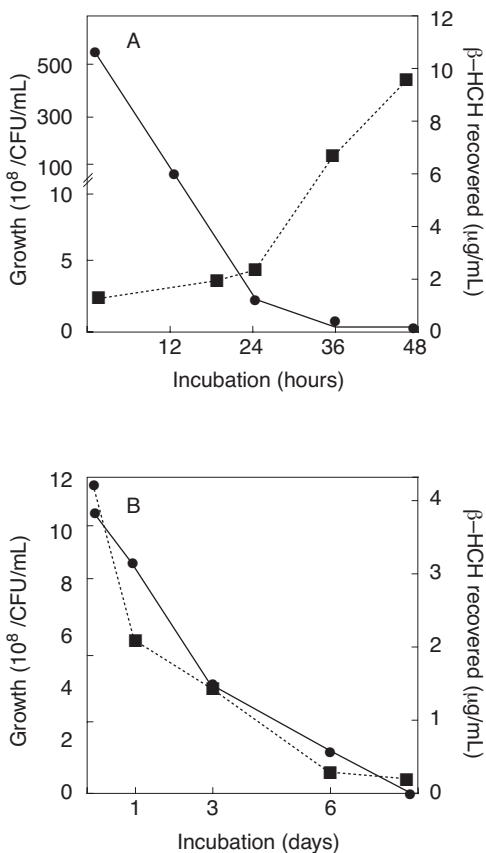 A
Growth (10⁸ /CFU/mL)
500
300
100
10
5
0
12
10
8
6
4
2
0
β–HCH recovered (μg/mL)
12 24 36 48
Incubation (hours)
B
Growth (10⁸ /CFU/mL)
12
10
8
6
4
2
0
4
3
2
1
0
β–HCH recovered (μg/mL)
1 3 6
Incubation (days)